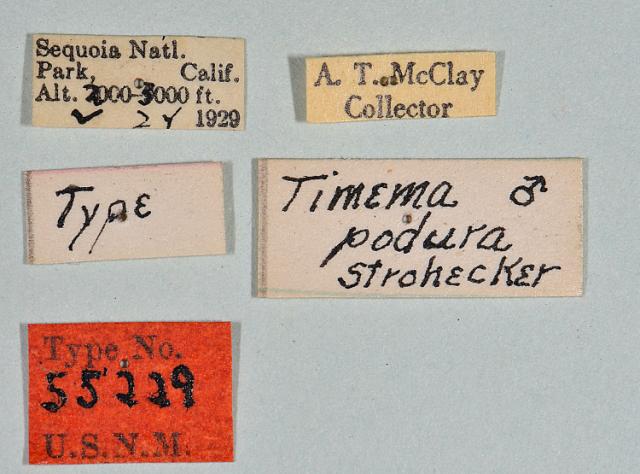 Sequoia Natl.
Park, Calif.
Alt. 2000-3000 ft.
1929
A. T. McClay
Collector
Type
Timema ♂
podura
strohecker
Type No.
55229
U.S.N.M.